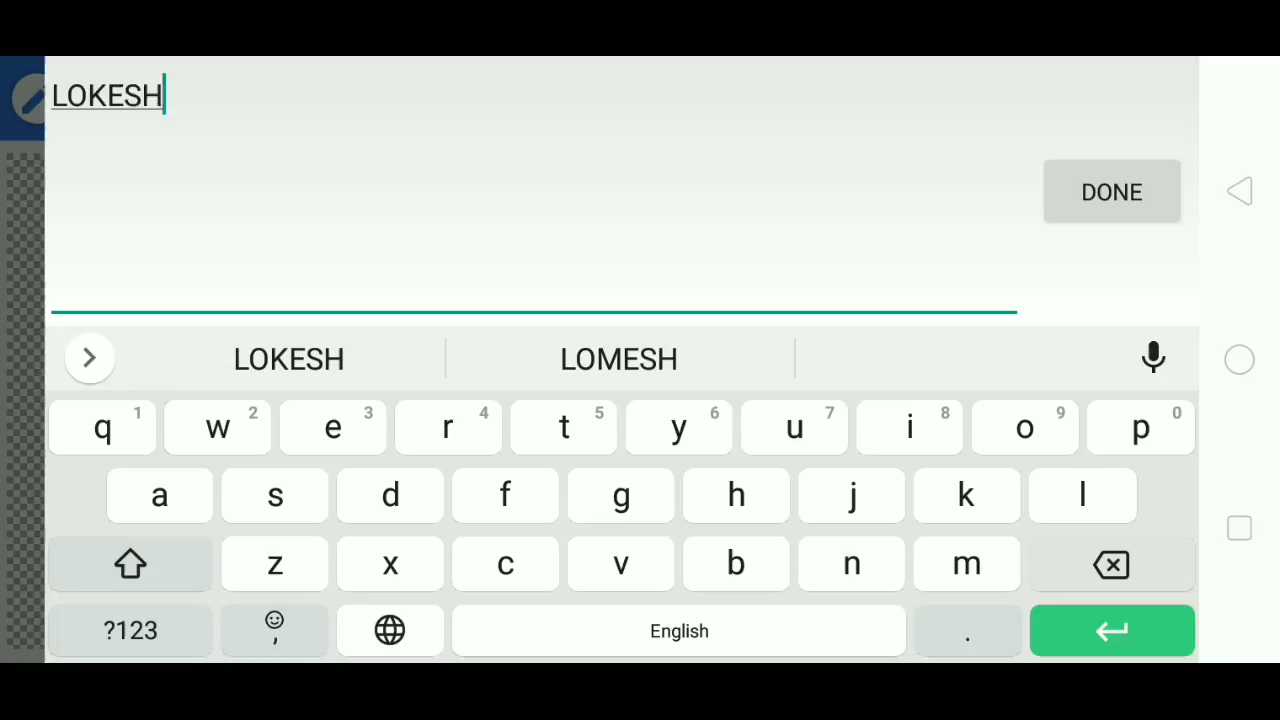 LOKESH
DONE
LOKESH LOMESH
q 1 w 2 e 3 r 4 t 5 y 6 u 7 i 8 o 9 p 0
a s d f g h j k l
z x c v b n m
?123 , English .